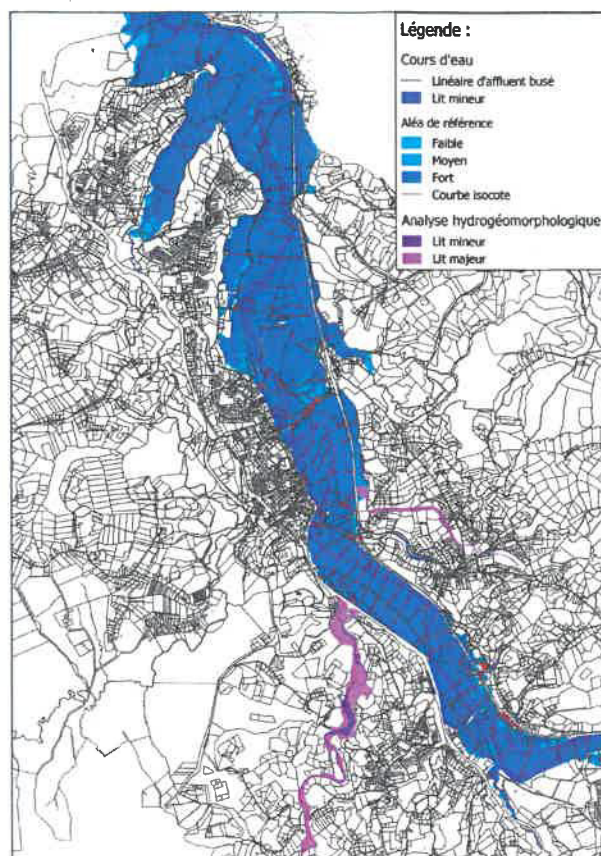 Légende :
Cours d'eau
Linéaire d'affluent busé
Lit mineur
Aléa de référence
Faible
Moyen
Fort
Courbe isocote
Analyse hydrogéomorphologique
Lit mineur
Lit majeur